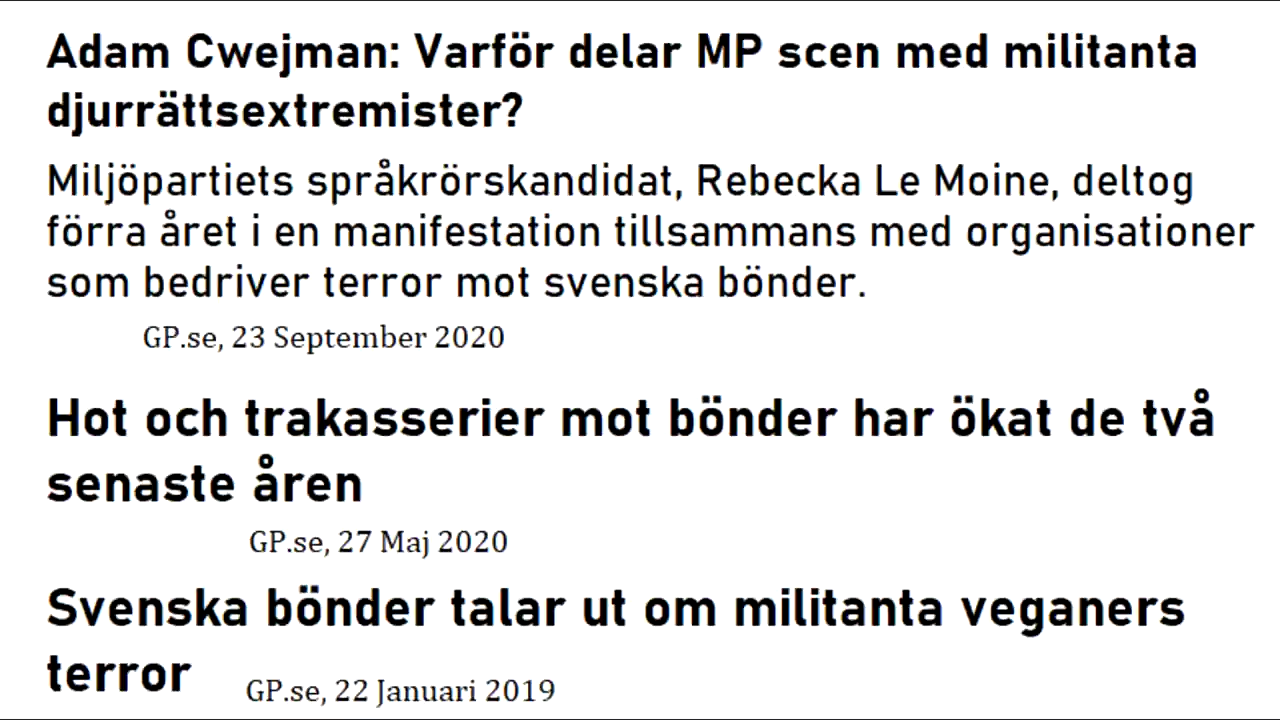 Adam Cwejman: Varför delar MP scen med militanta
djurrättsextremister?
Miljöpartiets språkrörskandidat, Rebecka Le Moine, deltog
förra året i en manifestation tillsammans med organisationer
som bedriver terror mot svenska bönder.
GP.se, 23 September 2020
Hot och trakasserier mot bönder har ökat de två
senaste åren
GP.se, 27 Maj 2020
Svenska bönder talar ut om militanta veganers
terror GP.se, 22 Januari 2019